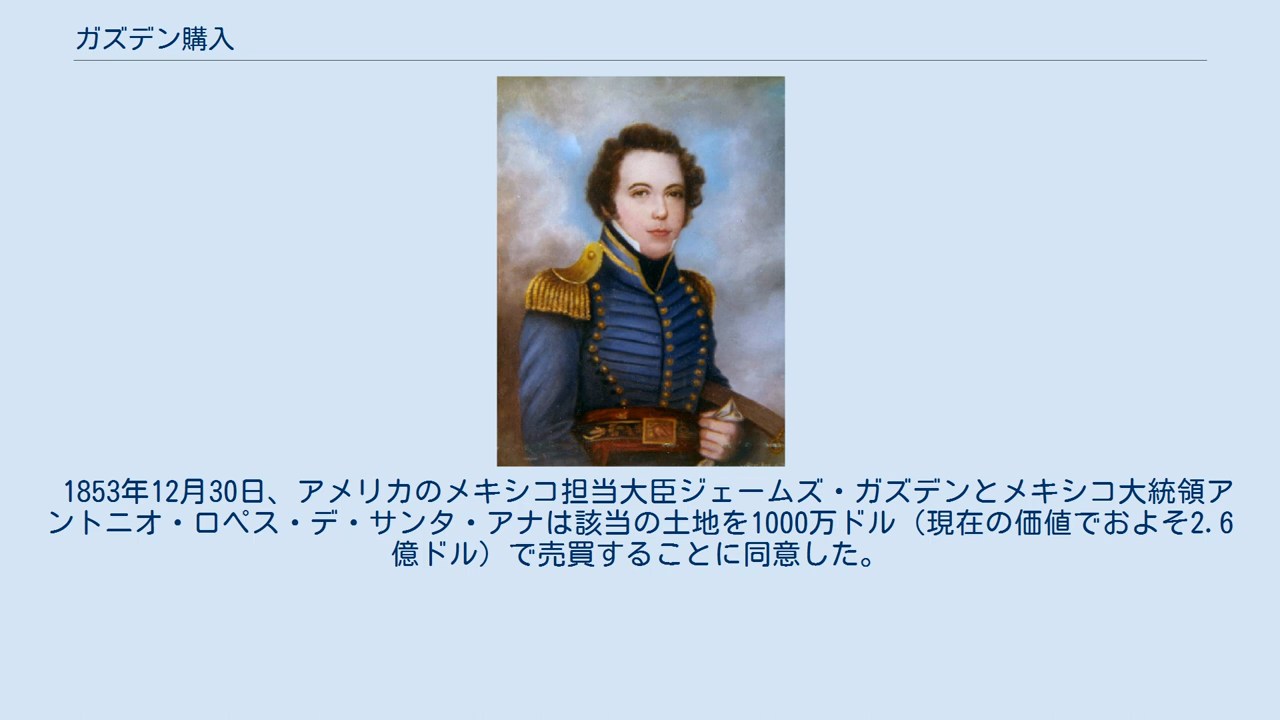 ガズデン購入
1853年12月30日、アメリカのメキシコ担当大臣ジェームズ・ガズデンとメキシコ大統領ア
ントニオ・ロペス・デ・サンタ・アナは該当の土地を1000万ドル（現在の価値でおよそ2.6
億ドル）で売買することに同意した。